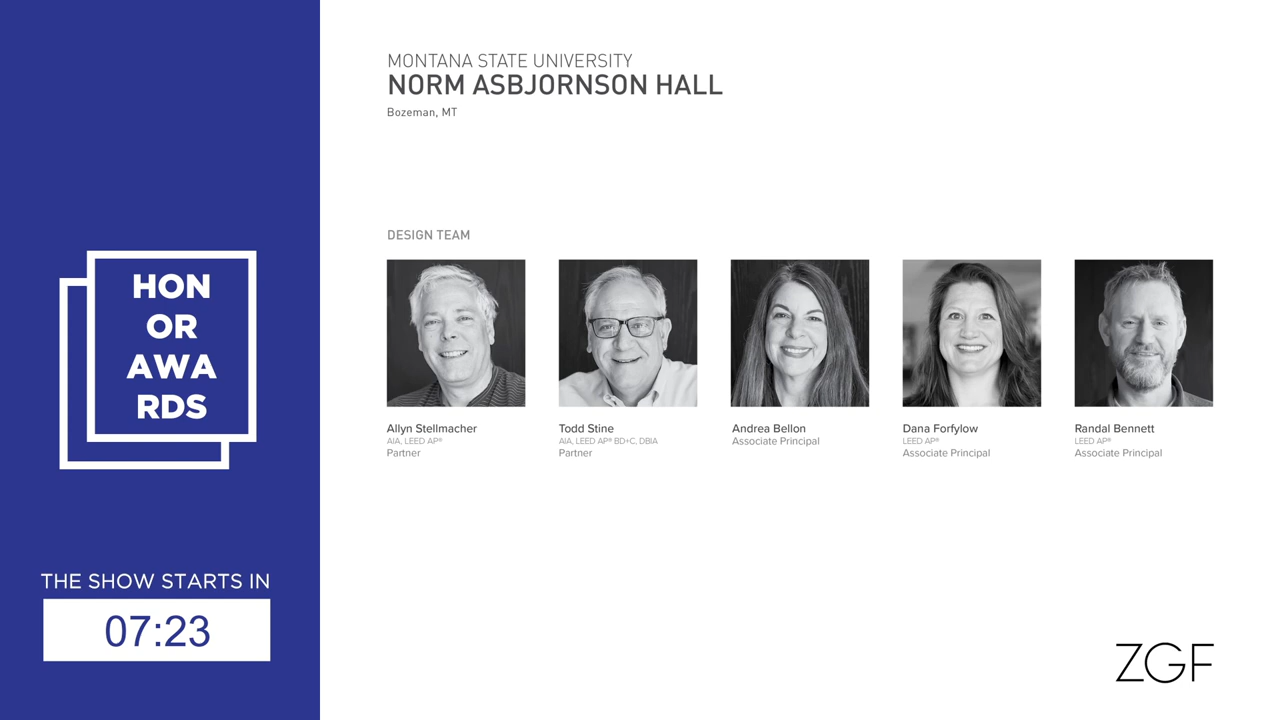 MONTANA STATE UNIVERSITY
NORM ASBJORNSON HALL
Bozeman, MT
DESIGN TEAM
Allyn Stellmacher
AIA, LEED AP®
Partner
Todd Stine
AIA, LEED AP® BD+C, DBIA
Partner
Andrea Bellon
Associate Principal
Dana Forfylow
LEED AP®
Associate Principal
Randal Bennett
LEED AP®
Associate Principal
HON
OR
AWA
RDS
THE SHOW STARTS IN
07:23
ZGF